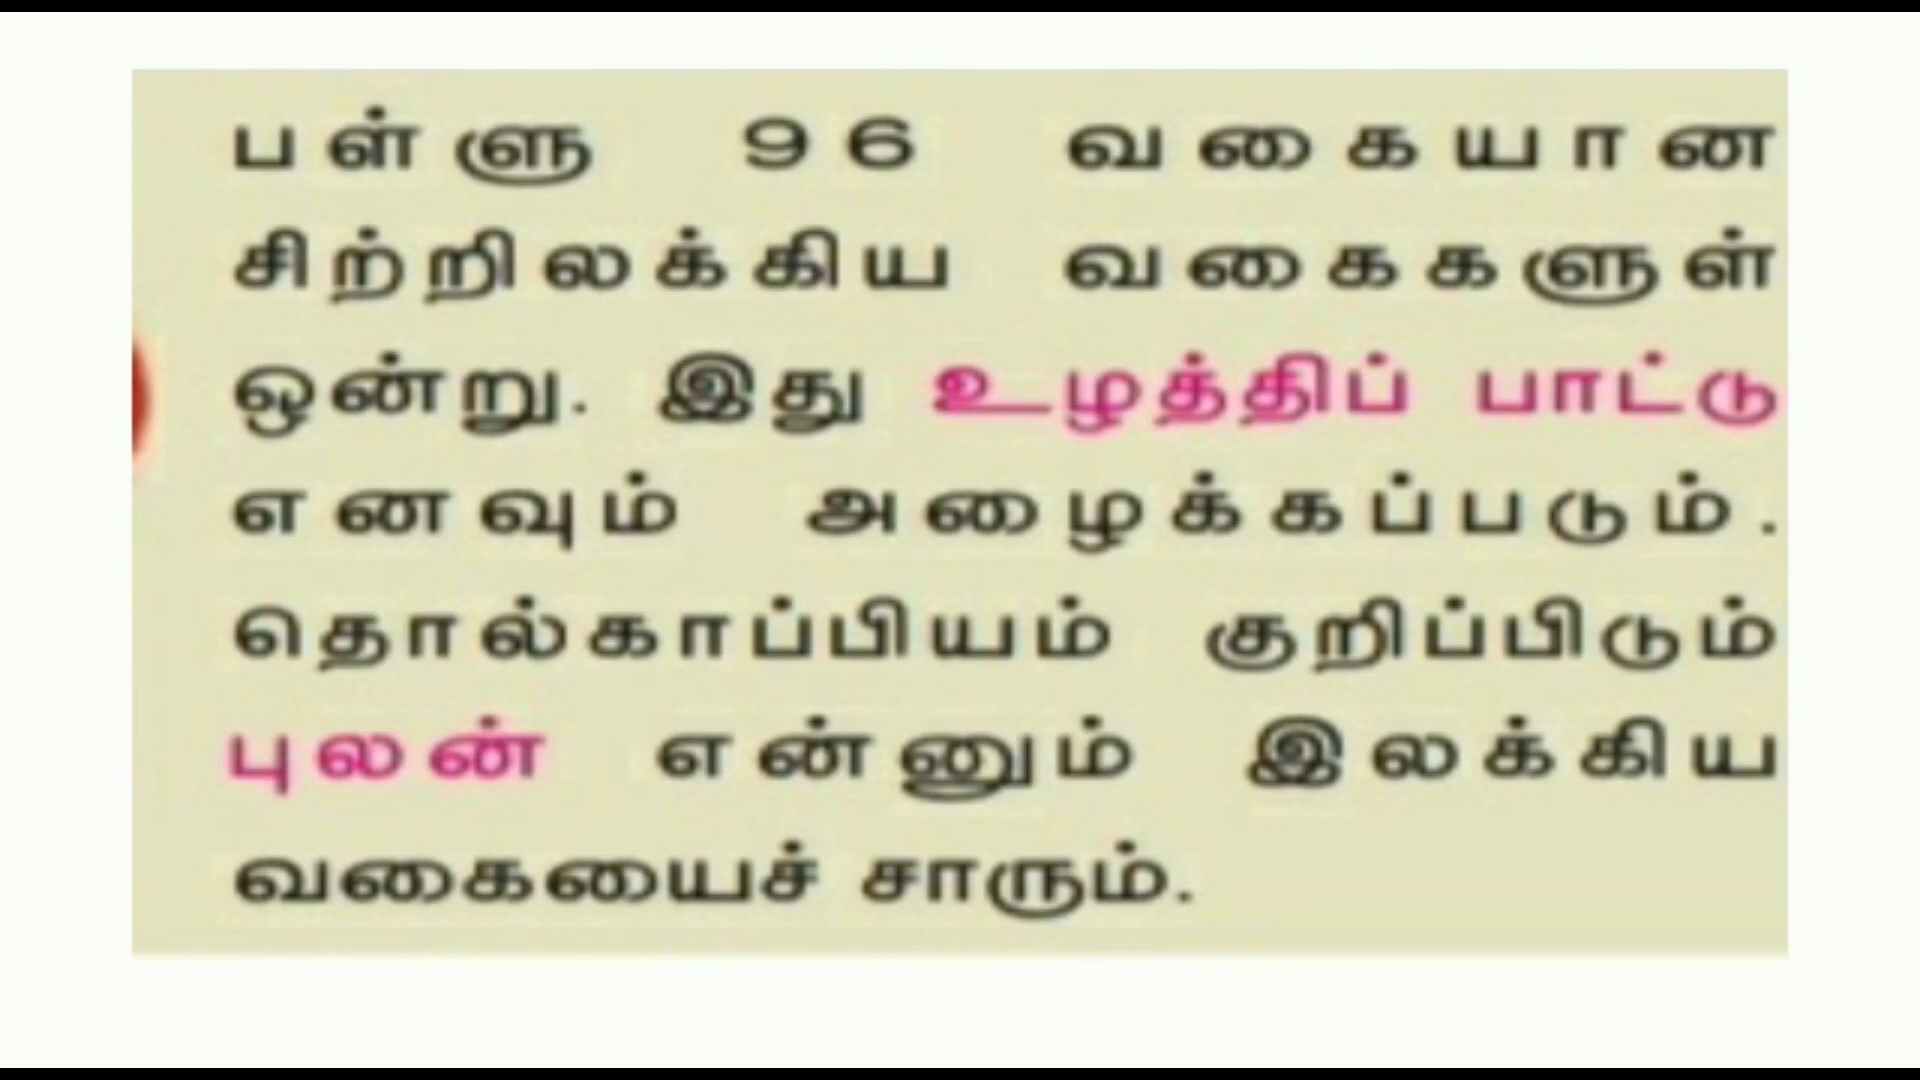 பள்ளு 96 வகையான
சிற்றிலக்கிய வகைகளுள்
ஒன்று. இது உழத்திப் பாட்டு
எனவும் அழைக்கப்படும்.
தொல்காப்பியம் குறிப்பிடும்
புலன் என்னும் இலக்கிய
வகையைச் சாரும்.